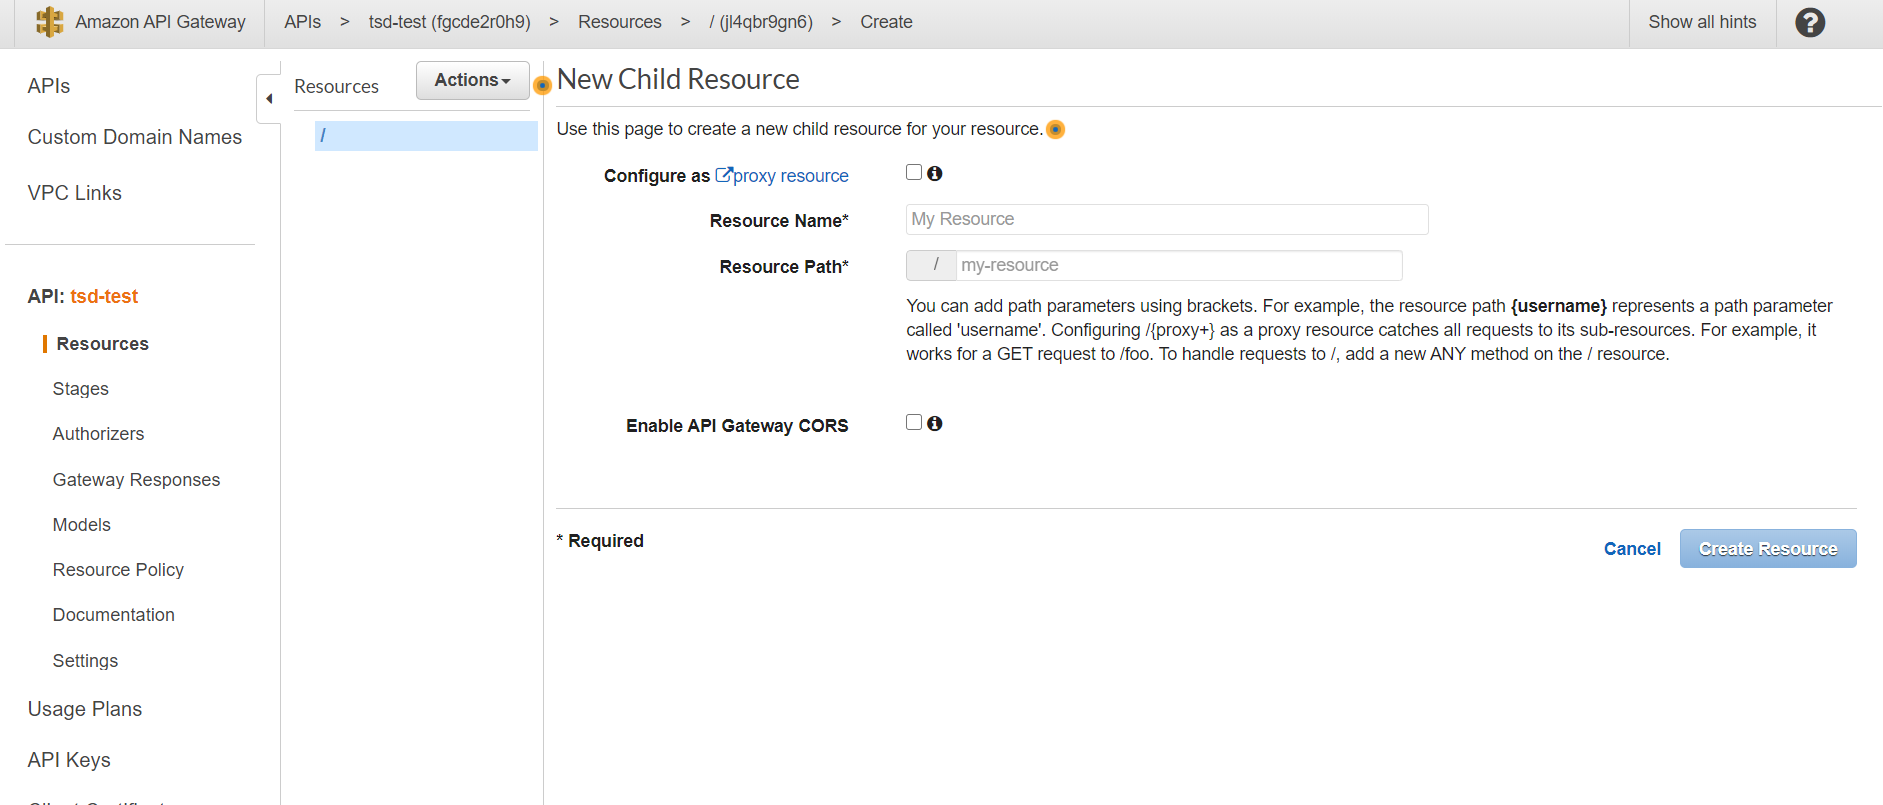 Amazon API Gateway
APIs > tsd-test (fgcde2r0h9) > Resources > / (jl4qbr9gn6) > Create
Show all hints
?
APIs
Custom Domain Names
VPC Links
API: tsd-test
Resources
Stages
Authorizers
Gateway Responses
Models
Resource Policy
Documentation
Settings
Usage Plans
API Keys
Resources
Actions
/
New Child Resource
Use this page to create a new child resource for your resource.
Configure as proxy resource
Resource Name*
My Resource
Resource Path*
/ my-resource
You can add path parameters using brackets. For example, the resource path {username} represents a path parameter
called 'username'. Configuring /{proxy+} as a proxy resource catches all requests to its sub-resources. For example, it
works for a GET request to /foo. To handle requests to /, add a new ANY method on the / resource.
Enable API Gateway CORS
* Required
Cancel
Create Resource